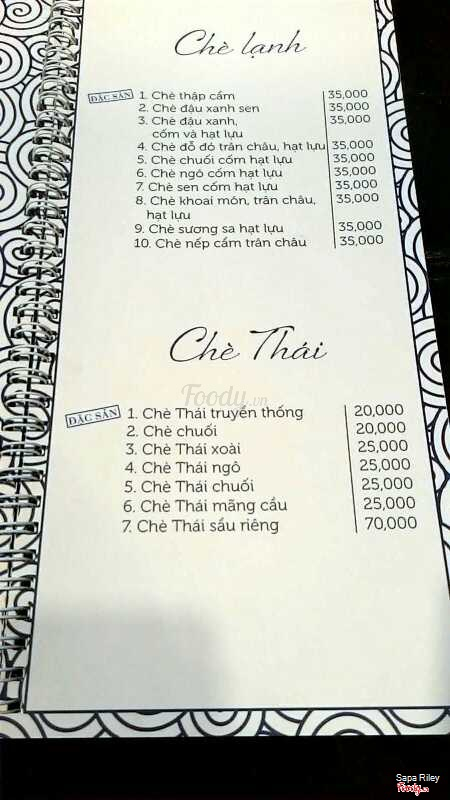 Chè lạnh
ĐẶC SẢN 1. Chè thập cẩm 35,000
2. Chè đậu xanh sen 35,000
3. Chè đậu xanh, 35,000
cốm và hạt lựu
4. Chè đỗ đỏ trân châu, hạt lựu 35,000
5. Chè chuối cốm hạt lựu 35,000
6. Chè ngô cốm hạt lựu 35,000
7. Chè sen cốm hạt lựu 35,000
8. Chè khoai món, trân châu, 35,000
hạt lựu
9. Chè sương sa hạt lựu 35,000
10. Chè nếp cẩm trân châu 35,000
Chè Thái
Foody.vn
ĐẶC SẢN 1. Chè Thái truyền thống 20,000
2. Chè chuối 20,000
3. Chè Thái xoài 25,000
4. Chè Thái ngô 25,000
5. Chè Thái chuối 25,000
6. Chè Thái mãng cầu 25,000
7. Chè Thái sầu riêng 70,000
Sapa Riley
Foody.vn